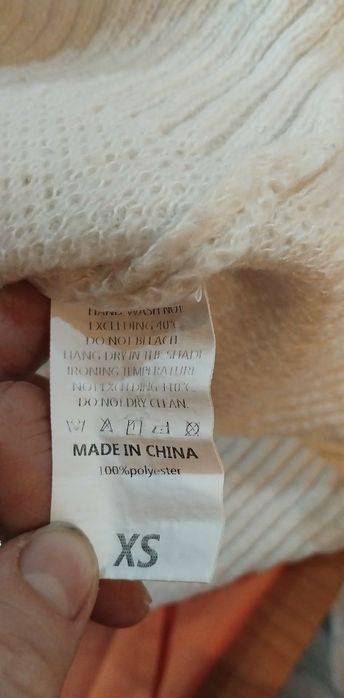 HAND WASH NOT
EXCEEDING 40°C
DO NOT BLEACH.
HANG DRY IN THE SHADE
IRONING TEMPERATURE
NOT EXCEEDING 110°C
DO NOT DRY CLEAN.
MADE IN CHINA
100%polyester
XS